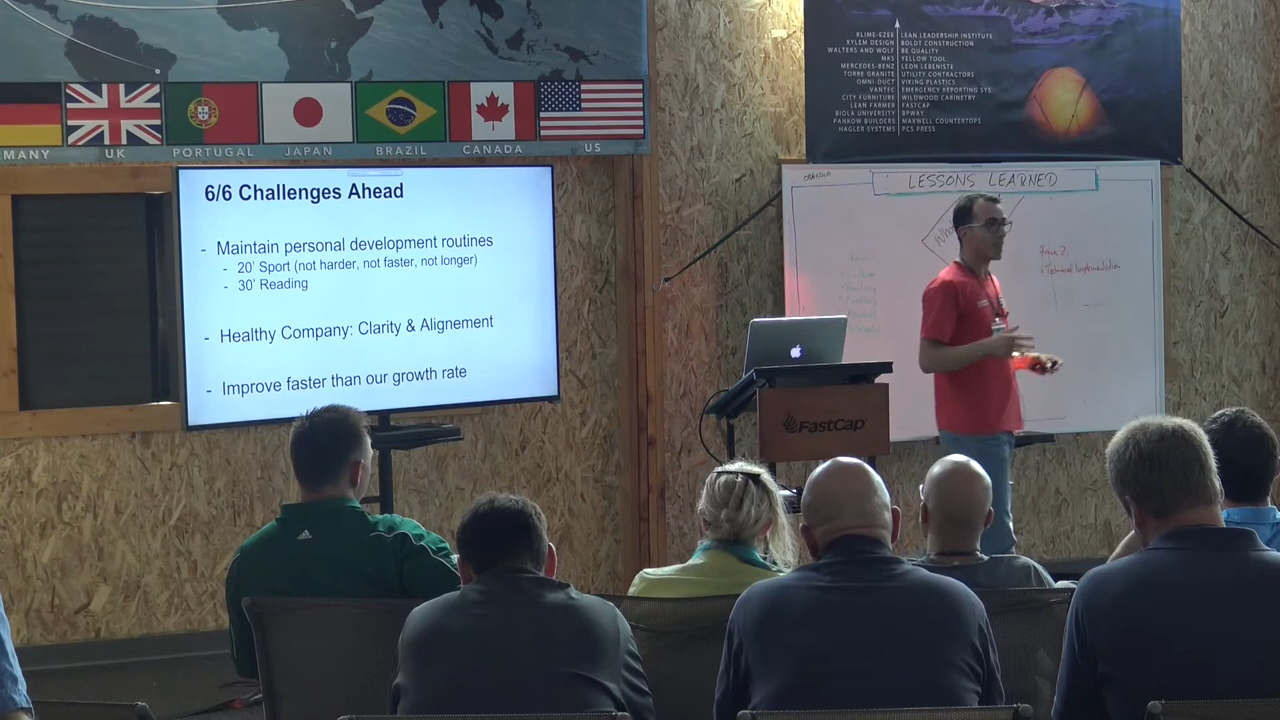 MANY
UK
PORTUGAL
JAPAN
BRAZIL
CANADA
US
6/6 Challenges Ahead
- Maintain personal development routines
- 20' Sport (not harder, not faster, not longer)
- 30' Reading
- Healthy Company: Clarity & Alignement
- Improve faster than our growth rate
KLIME-EZEE LEAN LEADERSHIP INSTITUTE
XYLEM DESIGN BOLDT CONSTRUCTION
WALTERS AND WOLF BE QUALITY
MKS YELLOW TOOL
MERCEDES-BENZ LEON LEBENISTE
TORRE GRANITE UTILITY CONTRACTORS
OMNI-DUCT VIKING PLASTICS
VANTEC EMERGENCY REPORTING SYS
CITY FURNITURE WILDWOOD CABINETRY
LEAN FARMER FASTCAP
BIOLA UNIVERSITY BPWAY
PANKOW BUILDERS MAXWELL COUNTERTOPS
HAGLER SYSTEMS PCS PRESS
LESSONS LEARNED
Technical Implementation
FastCap